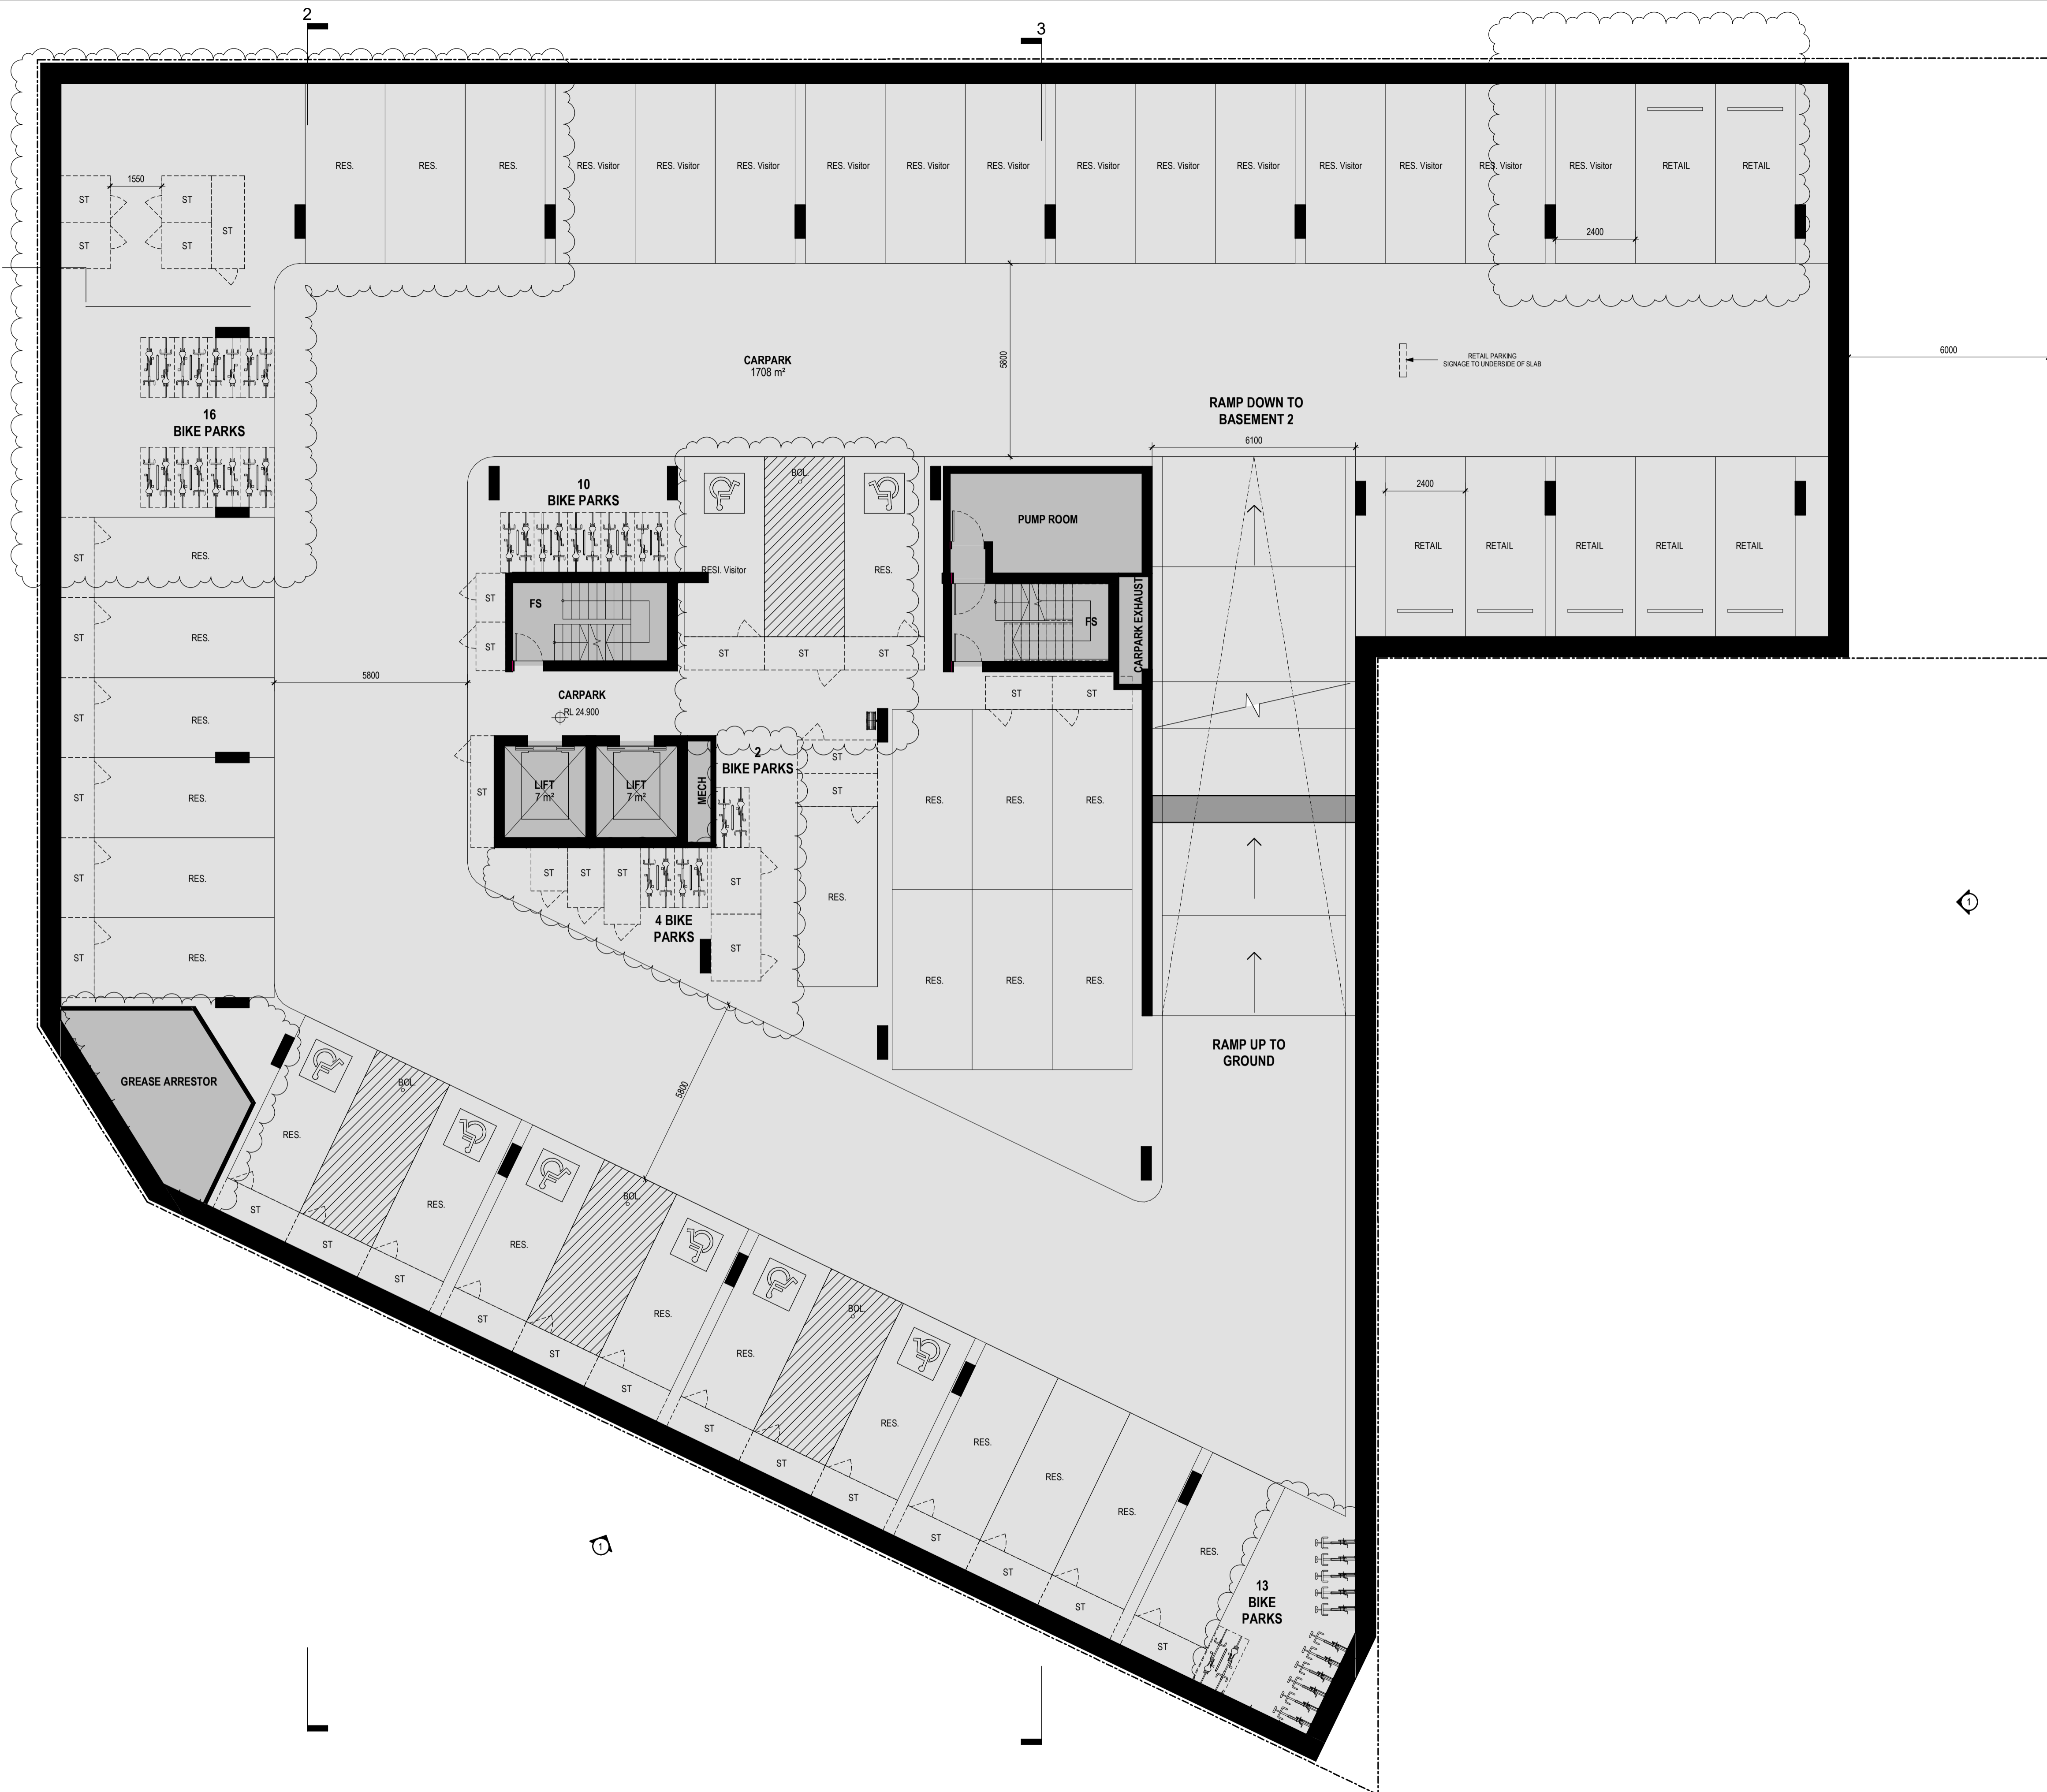 2
3
RES.
RES.
RES.
RES. Visitor
RES. Visitor
RES. Visitor
RES. Visitor
RES. Visitor
RES. Visitor
RES. Visitor
RES. Visitor
RES. Visitor
RES. Visitor
RES. Visitor
RES. Visitor
RES. Visitor
RETAIL
RETAIL
1550
ST
ST
ST
ST
ST
2400
CARPARK
1708 m²
5800
RETAIL PARKING
SIGNAGE TO UNDERSIDE OF SLAB
6000
16
BIKE PARKS
RAMP DOWN TO
BASEMENT 2
6100
10
BIKE PARKS
BOL.
2400
PUMP ROOM
RETAIL
RETAIL
RETAIL
RETAIL
RETAIL
ST
RES.
RESI. Visitor
RES.
ST
FS
FS
CARPARK EXHAUST
ST
RES.
ST
ST
ST
ST
5800
CARPARK
RL 24.900
ST
ST
ST
RES.
2
BIKE PARKS
ST
ST
LIFT
7 m²
LIFT
7 m²
MECH
ST
ST
RES.
RES.
RES.
RES.
ST
ST
ST
ST
ST
RES.
ST
RES.
4 BIKE
PARKS
ST
ST
RES.
RES.
RES.
RES.
RAMP UP TO
GROUND
GREASE ARRESTOR
BOL.
5800
RES.
RES.
ST
ST
ST
BOL.
RES.
RES.
ST
ST
ST
BOL.
RES.
RES.
ST
ST
ST
RES.
RES.
RES.
RES.
ST
ST
ST
ST
13
BIKE
PARKS
1
1